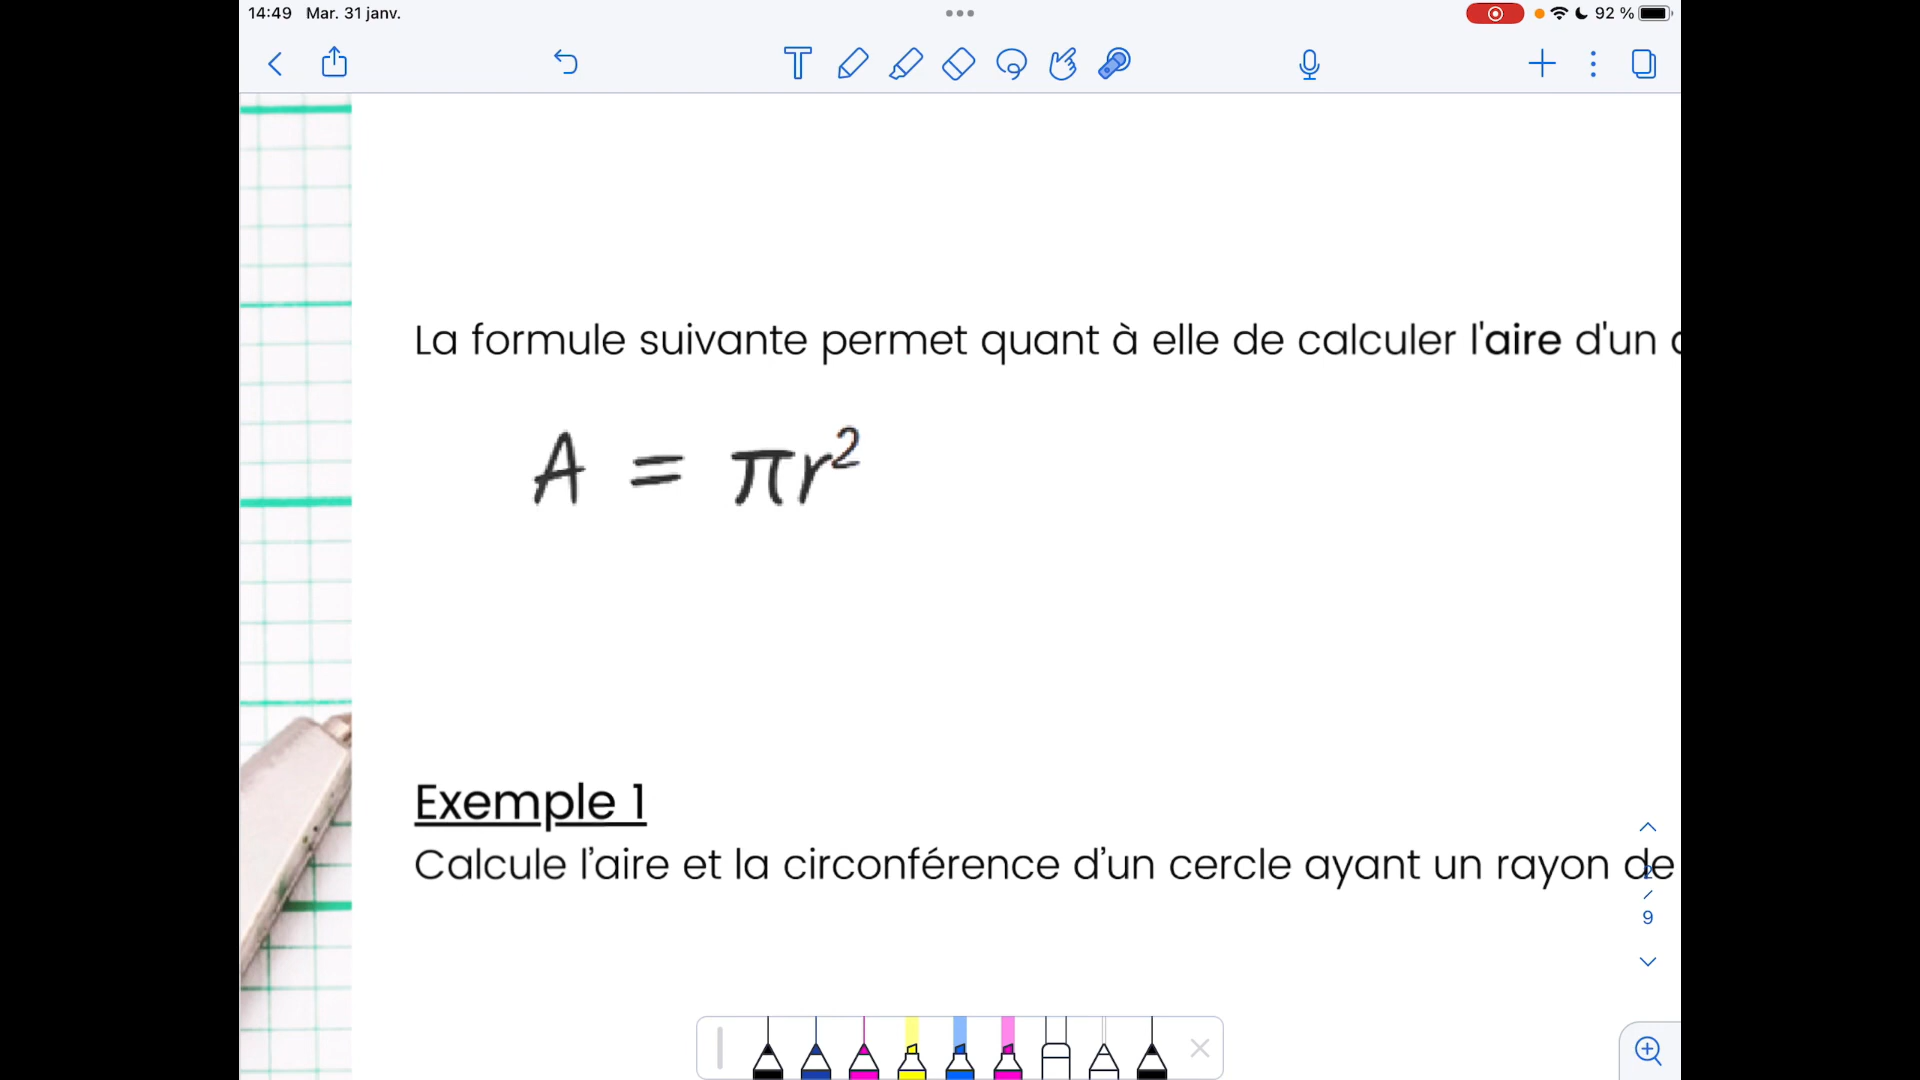 14:49 Mar. 31 janv.
92 %
T
La formule suivante permet quant à elle de calculer l'aire d'un
A = πr²
Exemple 1
Calcule l'aire et la circonférence d'un cercle ayant un rayon de
2
/
9